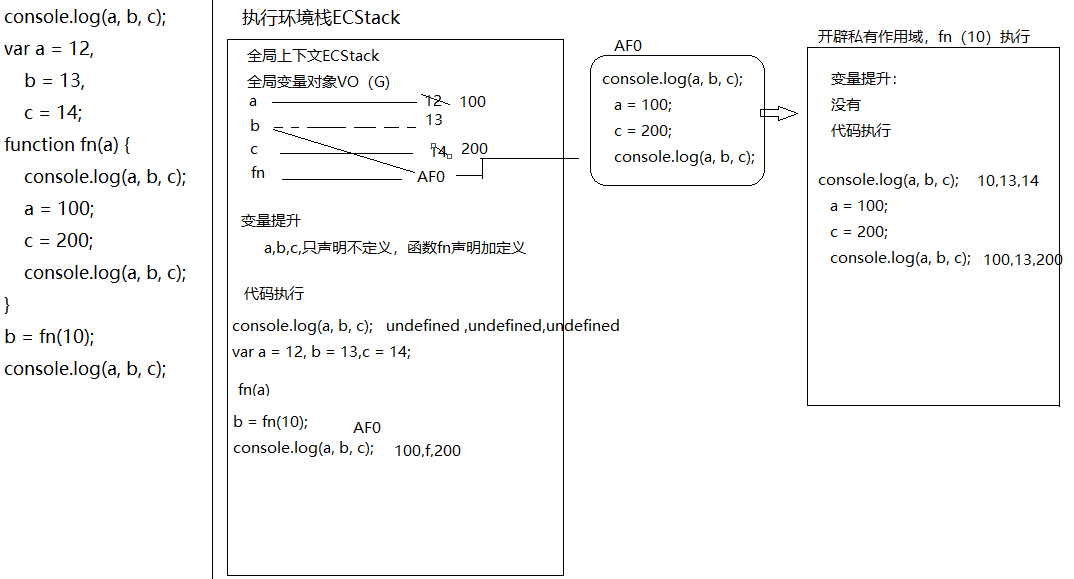 console.log(a, b, c);
var a = 12,
b = 13,
c = 14;
function fn(a) {
console.log(a, b, c);
a = 100;
c = 200;
console.log(a, b, c);
}
b = fn(10);
console.log(a, b, c);
执行环境栈ECStack
全局上下文ECStack
全局变量对象VO（G)
a 12 100
b 13
c 14 200
fn AF0
变量提升
a,b,c,只声明不定义，函数fn声明加定义
代码执行
console.log(a, b, c); undefined ,undefined,undefined
var a = 12, b = 13,c = 14;
fn(a)
b = fn(10); AF0
console.log(a, b, c); 100,f,200
AF0
console.log(a, b, c);
a = 100;
c = 200;
console.log(a, b, c);
开辟私有作用域，fn（10）执行
变量提升：
没有
代码执行
console.log(a, b, c); 10,13,14
a = 100;
c = 200;
console.log(a, b, c); 100,13,200